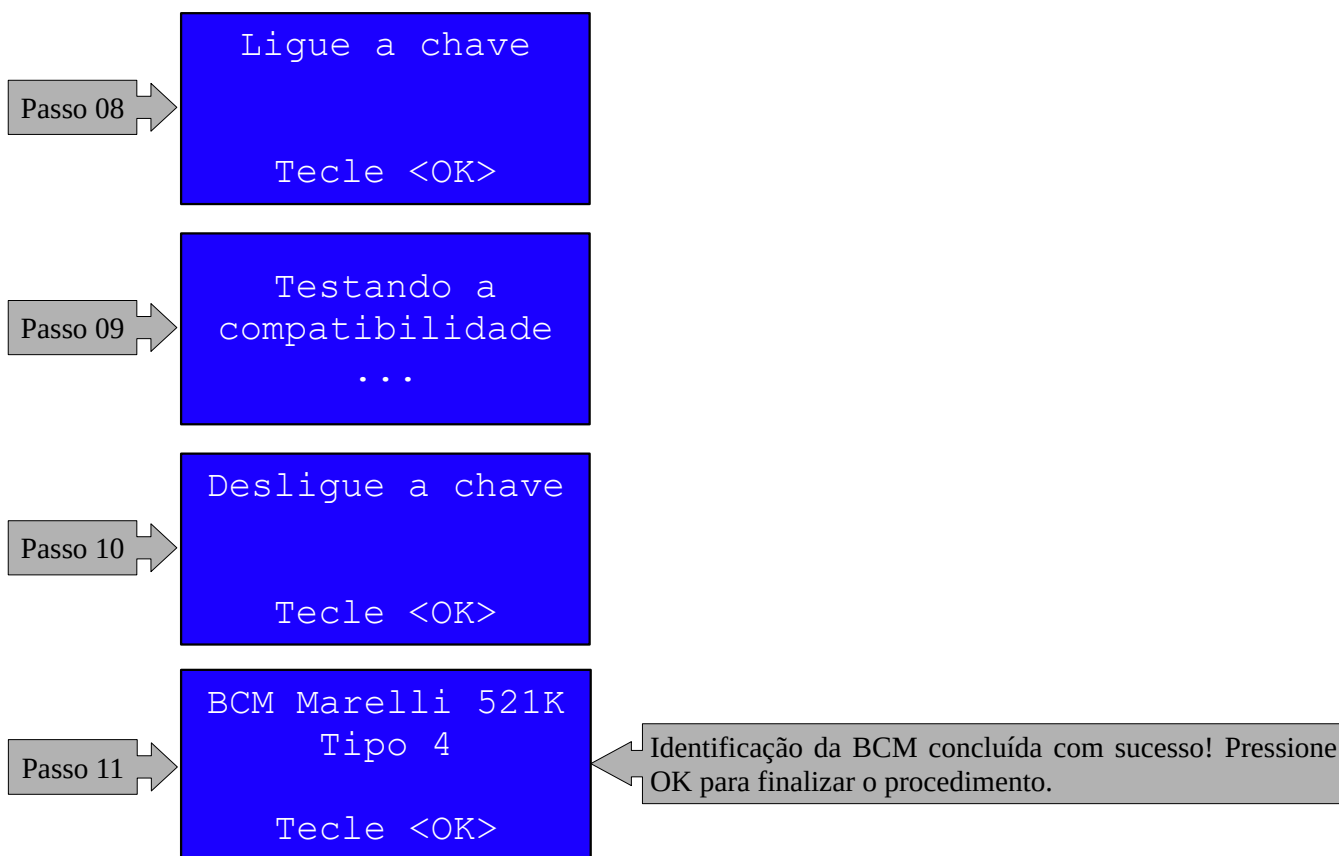 Passo 08
Ligue a chave
Tecle <OK>
Passo 09
Testando a
compatibilidade
...
Passo 10
Desligue a chave
Tecle <OK>
Passo 11
BCM Marelli 521K
Tipo 4
Tecle <OK>
Identificação da BCM concluída com sucesso! Pressione
OK para finalizar o procedimento.